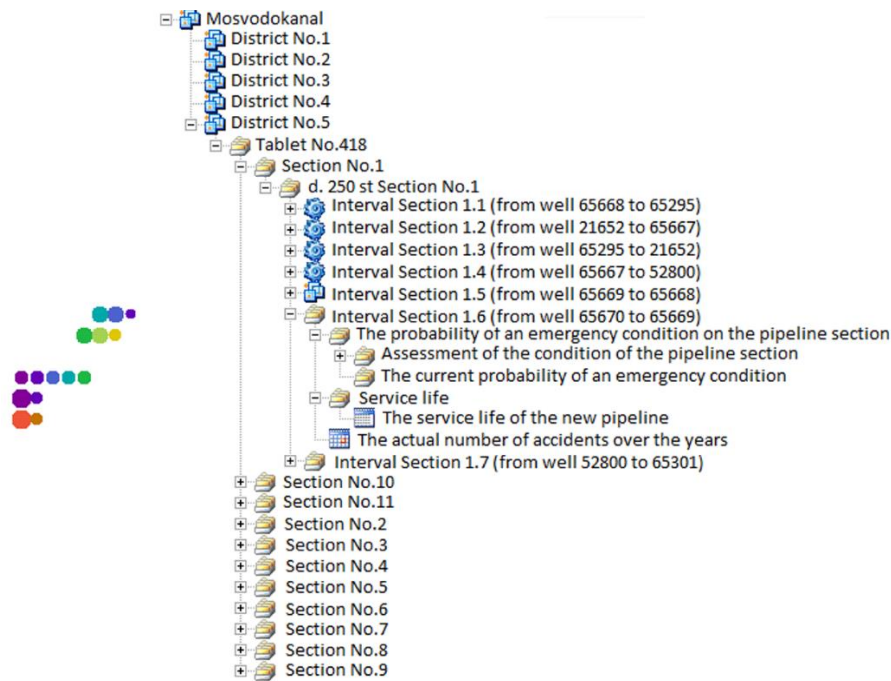 Mosvodokanal
District No.1
District No.2
District No.3
District No.4
District No.5
Tablet No.418
Section No.1
d. 250 st Section No.1
Interval Section 1.1 (from well 65668 to 65295)
Interval Section 1.2 (from well 21652 to 65667)
Interval Section 1.3 (from well 65295 to 21652)
Interval Section 1.4 (from well 65667 to 52800)
Interval Section 1.5 (from well 65669 to 65668)
Interval Section 1.6 (from well 65670 to 65669)
The probability of an emergency condition on the pipeline section
Assessment of the condition of the pipeline section
The current probability of an emergency condition
Service life
The service life of the new pipeline
The actual number of accidents over the years
Interval Section 1.7 (from well 52800 to 65301)
Section No.10
Section No.11
Section No.2
Section No.3
Section No.4
Section No.5
Section No.6
Section No.7
Section No.8
Section No.9